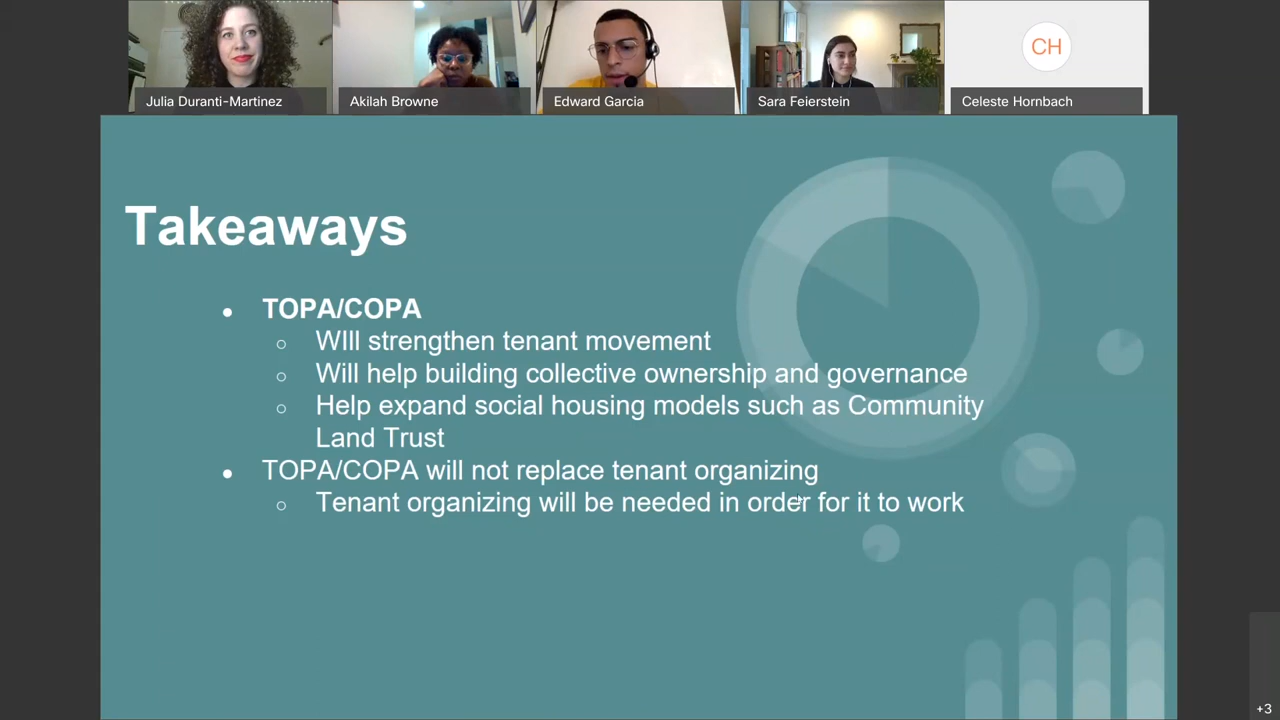 Julia Duranti-Martinez
Akilah Browne
Edward Garcia
Sara Feierstein
CH
Celeste Hornbach
Takeaways
TOPA/COPA
WIll strengthen tenant movement
Will help building collective ownership and governance
Help expand social housing models such as Community
Land Trust
TOPA/COPA will not replace tenant organizing
Tenant organizing will be needed in order for it to work
+3